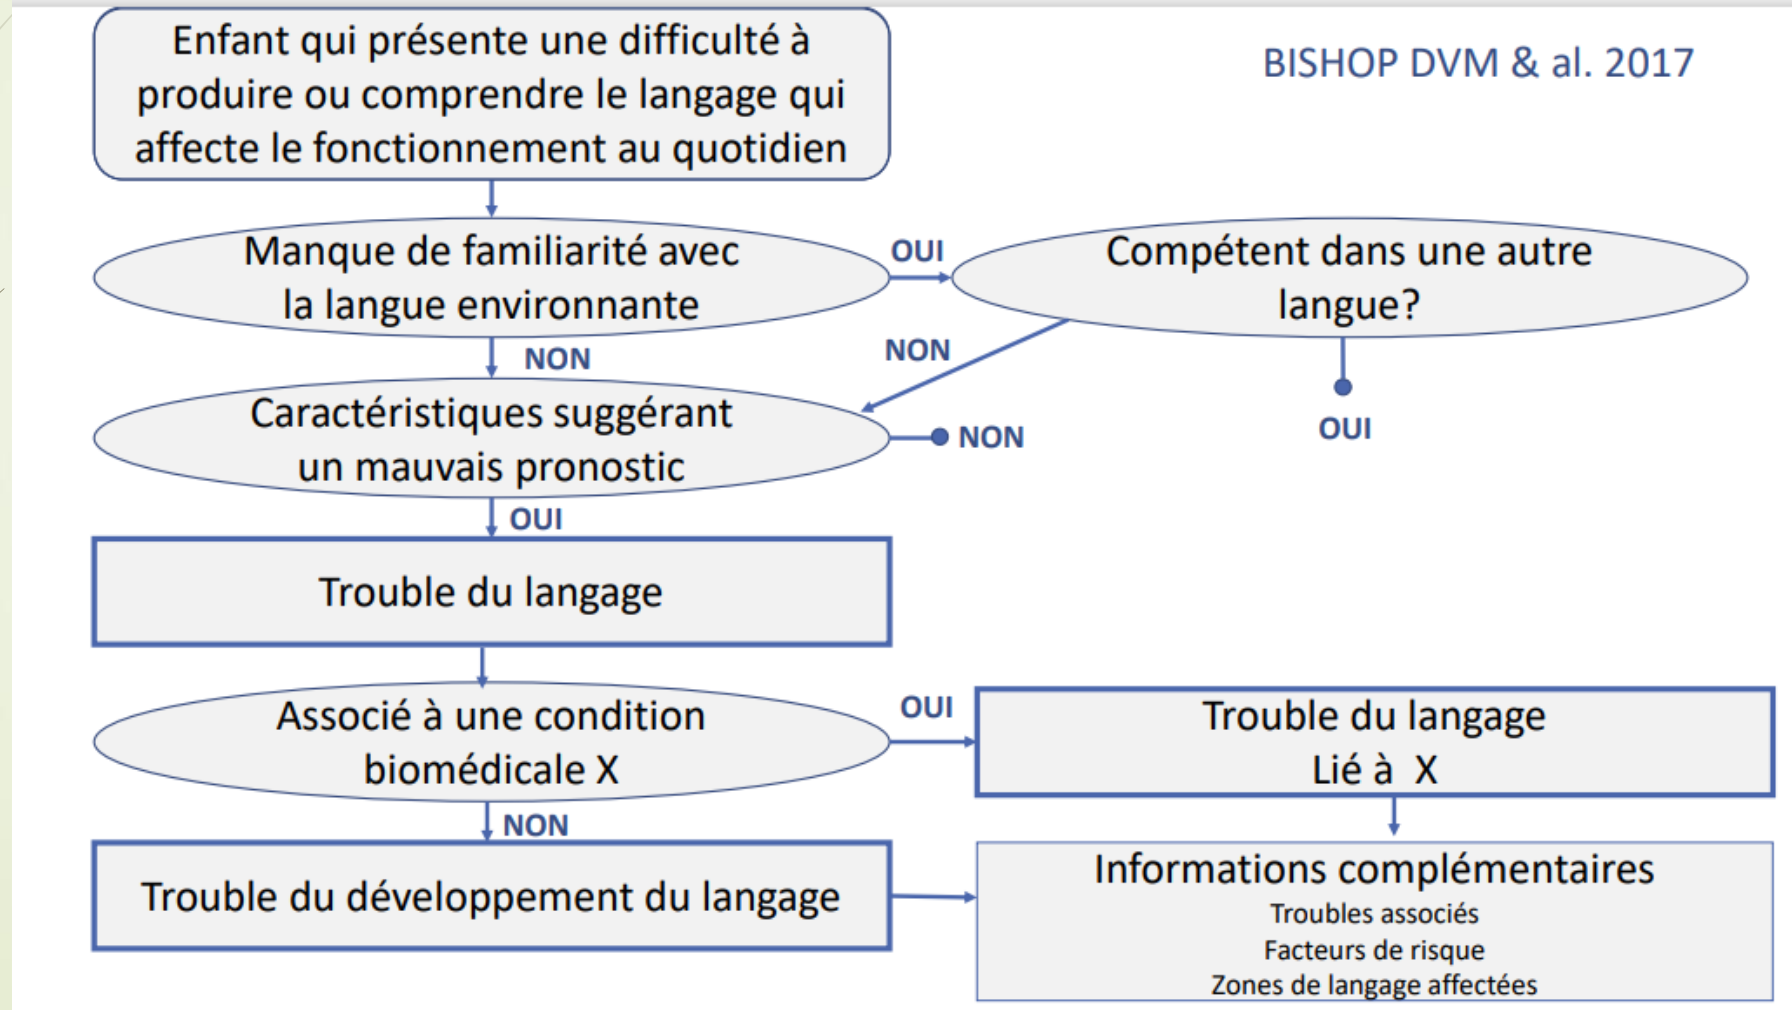 Enfant qui présente une difficulté à
produire ou comprendre le langage qui
affecte le fonctionnement au quotidien
BISHOP DVM & al. 2017
Manque de familiarité avec
la langue environnante
OUI
Compétent dans une autre
langue?
NON
NON
OUI
Caractéristiques suggérant
un mauvais pronostic
NON
OUI
Trouble du langage
Associé à une condition
biomédicale X
OUI
Trouble du langage
Lié à X
NON
Trouble du développement du langage
Informations complémentaires
Troubles associés
Facteurs de risque
Zones de langage affectées